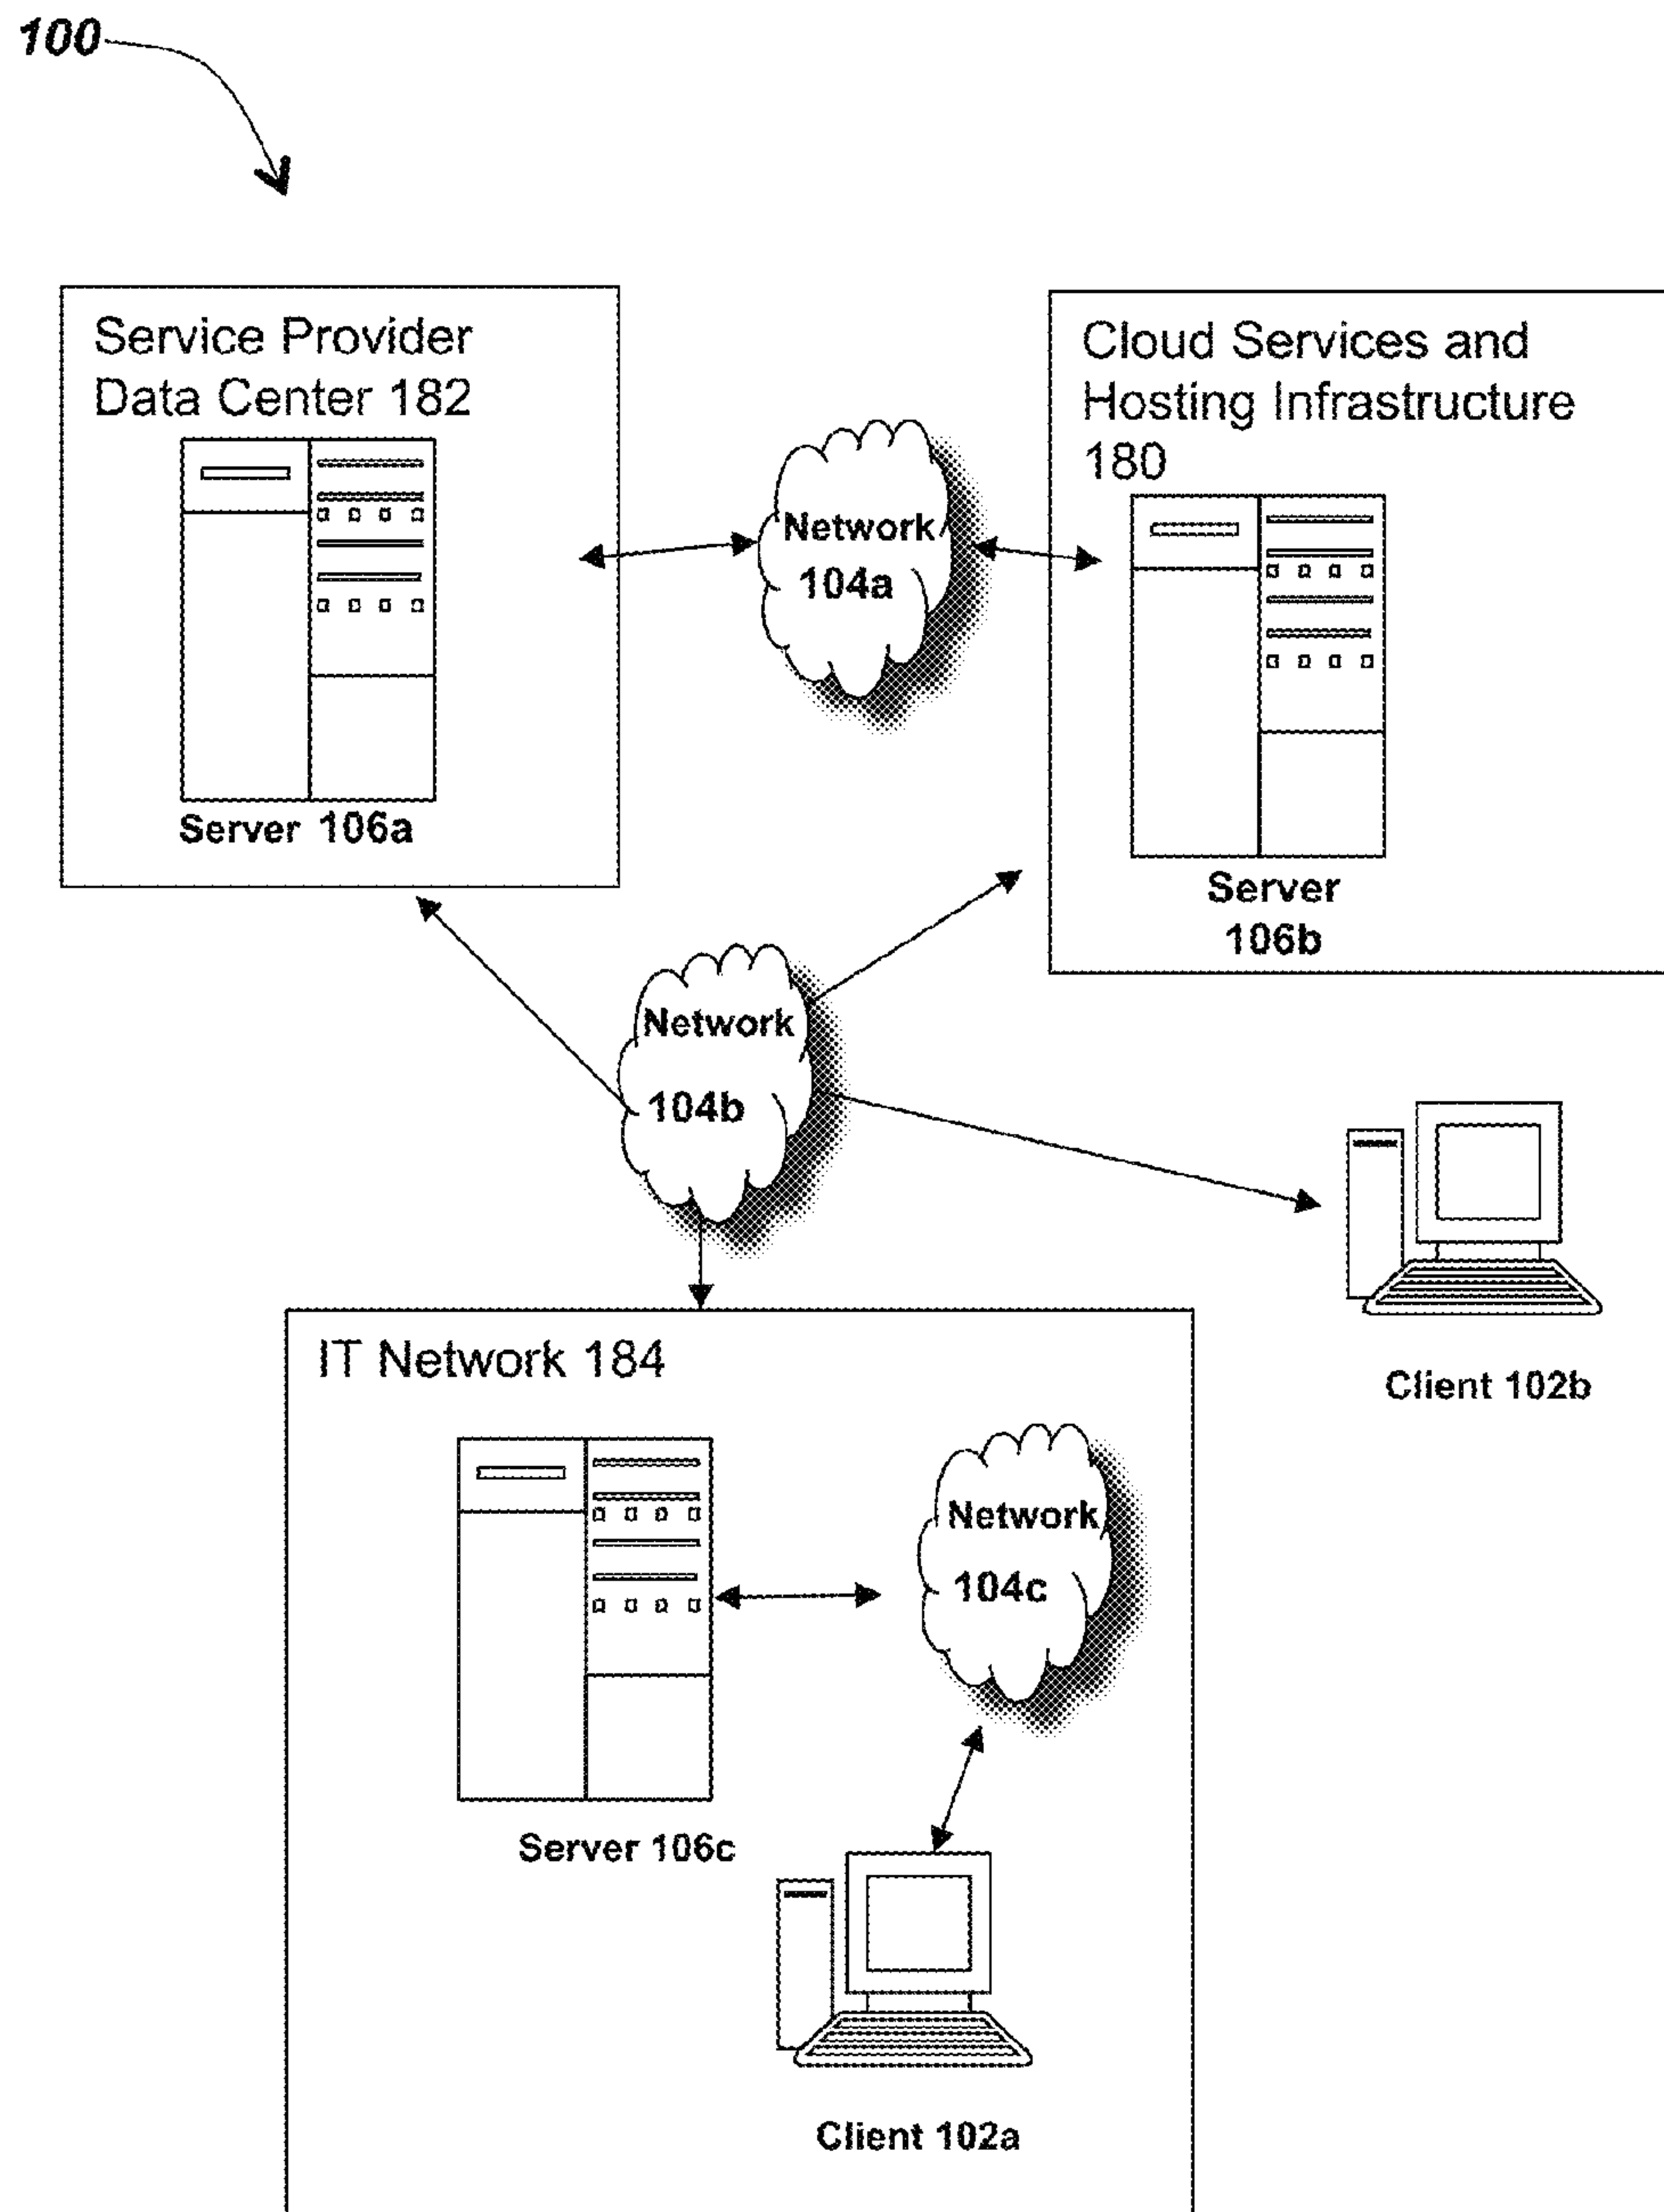 100
Service Provider
Data Center 182
Cloud Services and
Hosting Infrastructure
180
Network
104a
Server 106a
Server
106b
Network
104b
Client 102b
IT Network 184
Network
104c
Server 106c
Client 102a